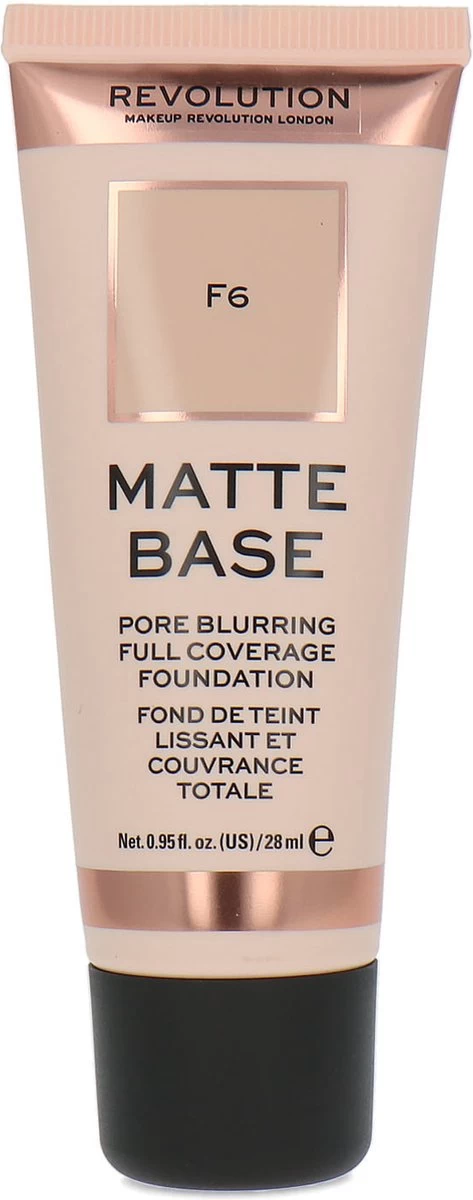 REVOLUTION
MAKEUP REVOLUTION LONDON
F6
MATTE
BASE
PORE BLURRING
FULL COVERAGE
FOUNDATION
FOND DE TEINT
LISSANT ET
COUVRANCE
TOTALE
Net. 0.95 fl. oz. (US)/28 ml ℮